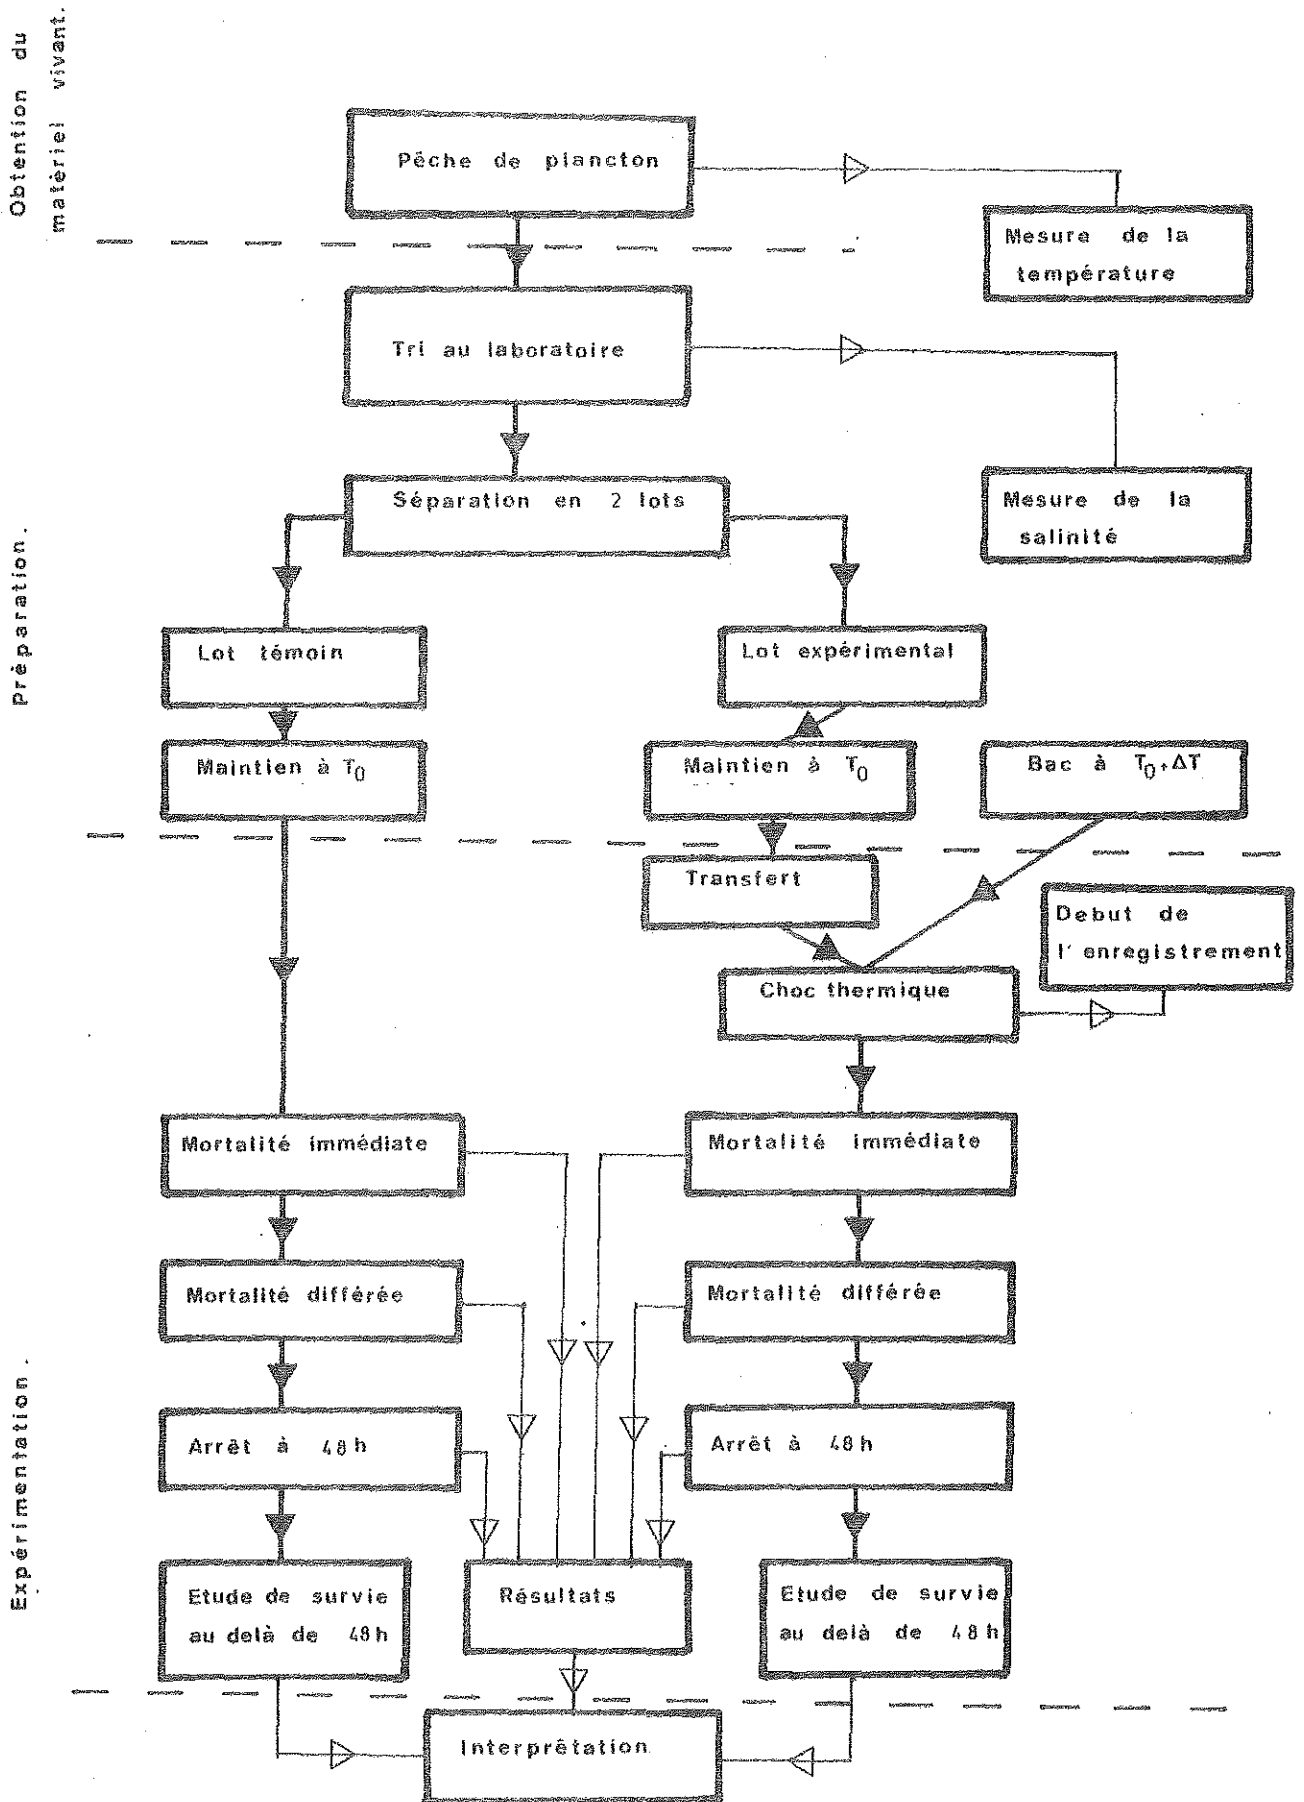 Obtention du
matériel vivant.
Pêche de plancton
Mesure de la
température
Tri au laboratoire
Préparation.
Séparation en 2 lots
Mesure de la
salinité
Lot témoin
Lot expérimental
Maintien à T0
Maintien à T0
Bac à T0+ΔT
Transfert
Debut de
l'enregistrement
Choc thermique
Expérimentation.
Mortalité immédiate
Mortalité immédiate
Mortalité différée
Mortalité différée
Arrêt à 48h
Arrêt à 48h
Etude de survie
au delà de 48h
Résultats
Etude de survie
au delà de 48h
Interprêtation